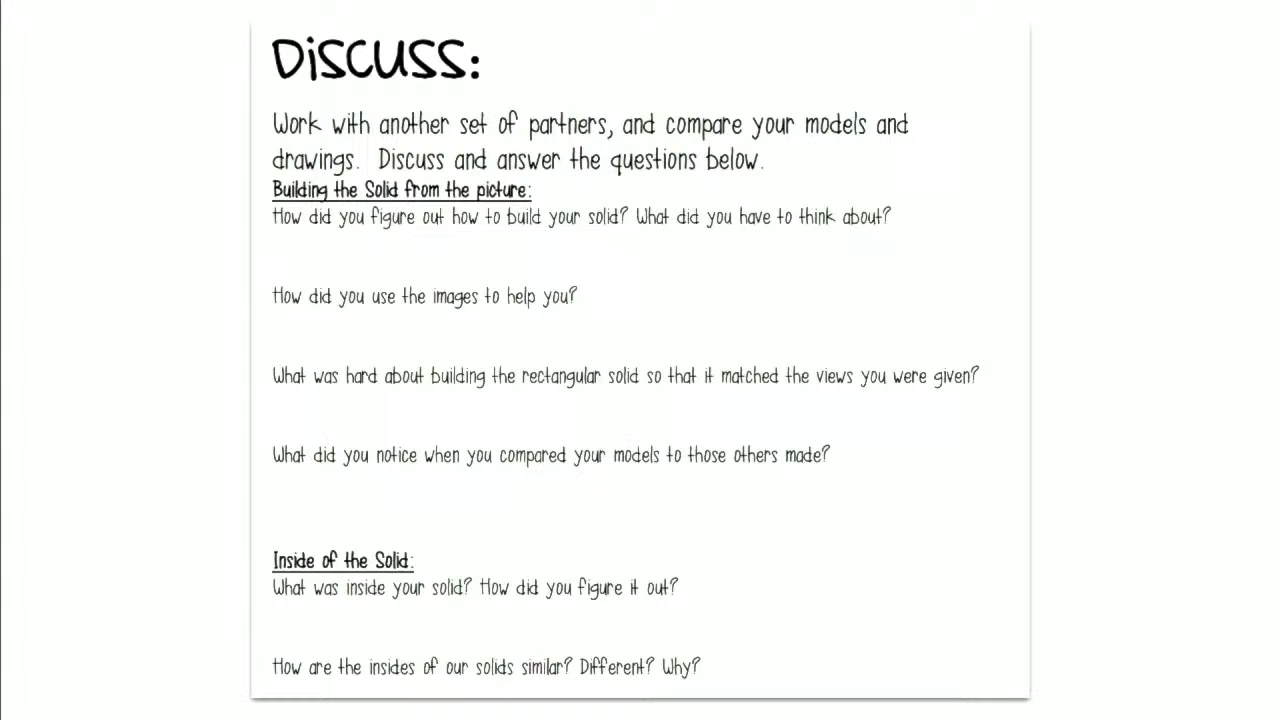 DiSCUSS:
Work with another set of partners, and compare your models and
drawings. Discuss and answer the questions below.
Building the Solid from the picture:
How did you figure out how to build your solid? What did you have to think about?
How did you use the images to help you?
What was hard about building the rectangular solid so that it matched the views you were given?
What did you notice when you compared your models to those others made?
Inside of the Solid:
What was inside your solid? How did you figure it out?
How are the insides of our solids similar? Different? Why?